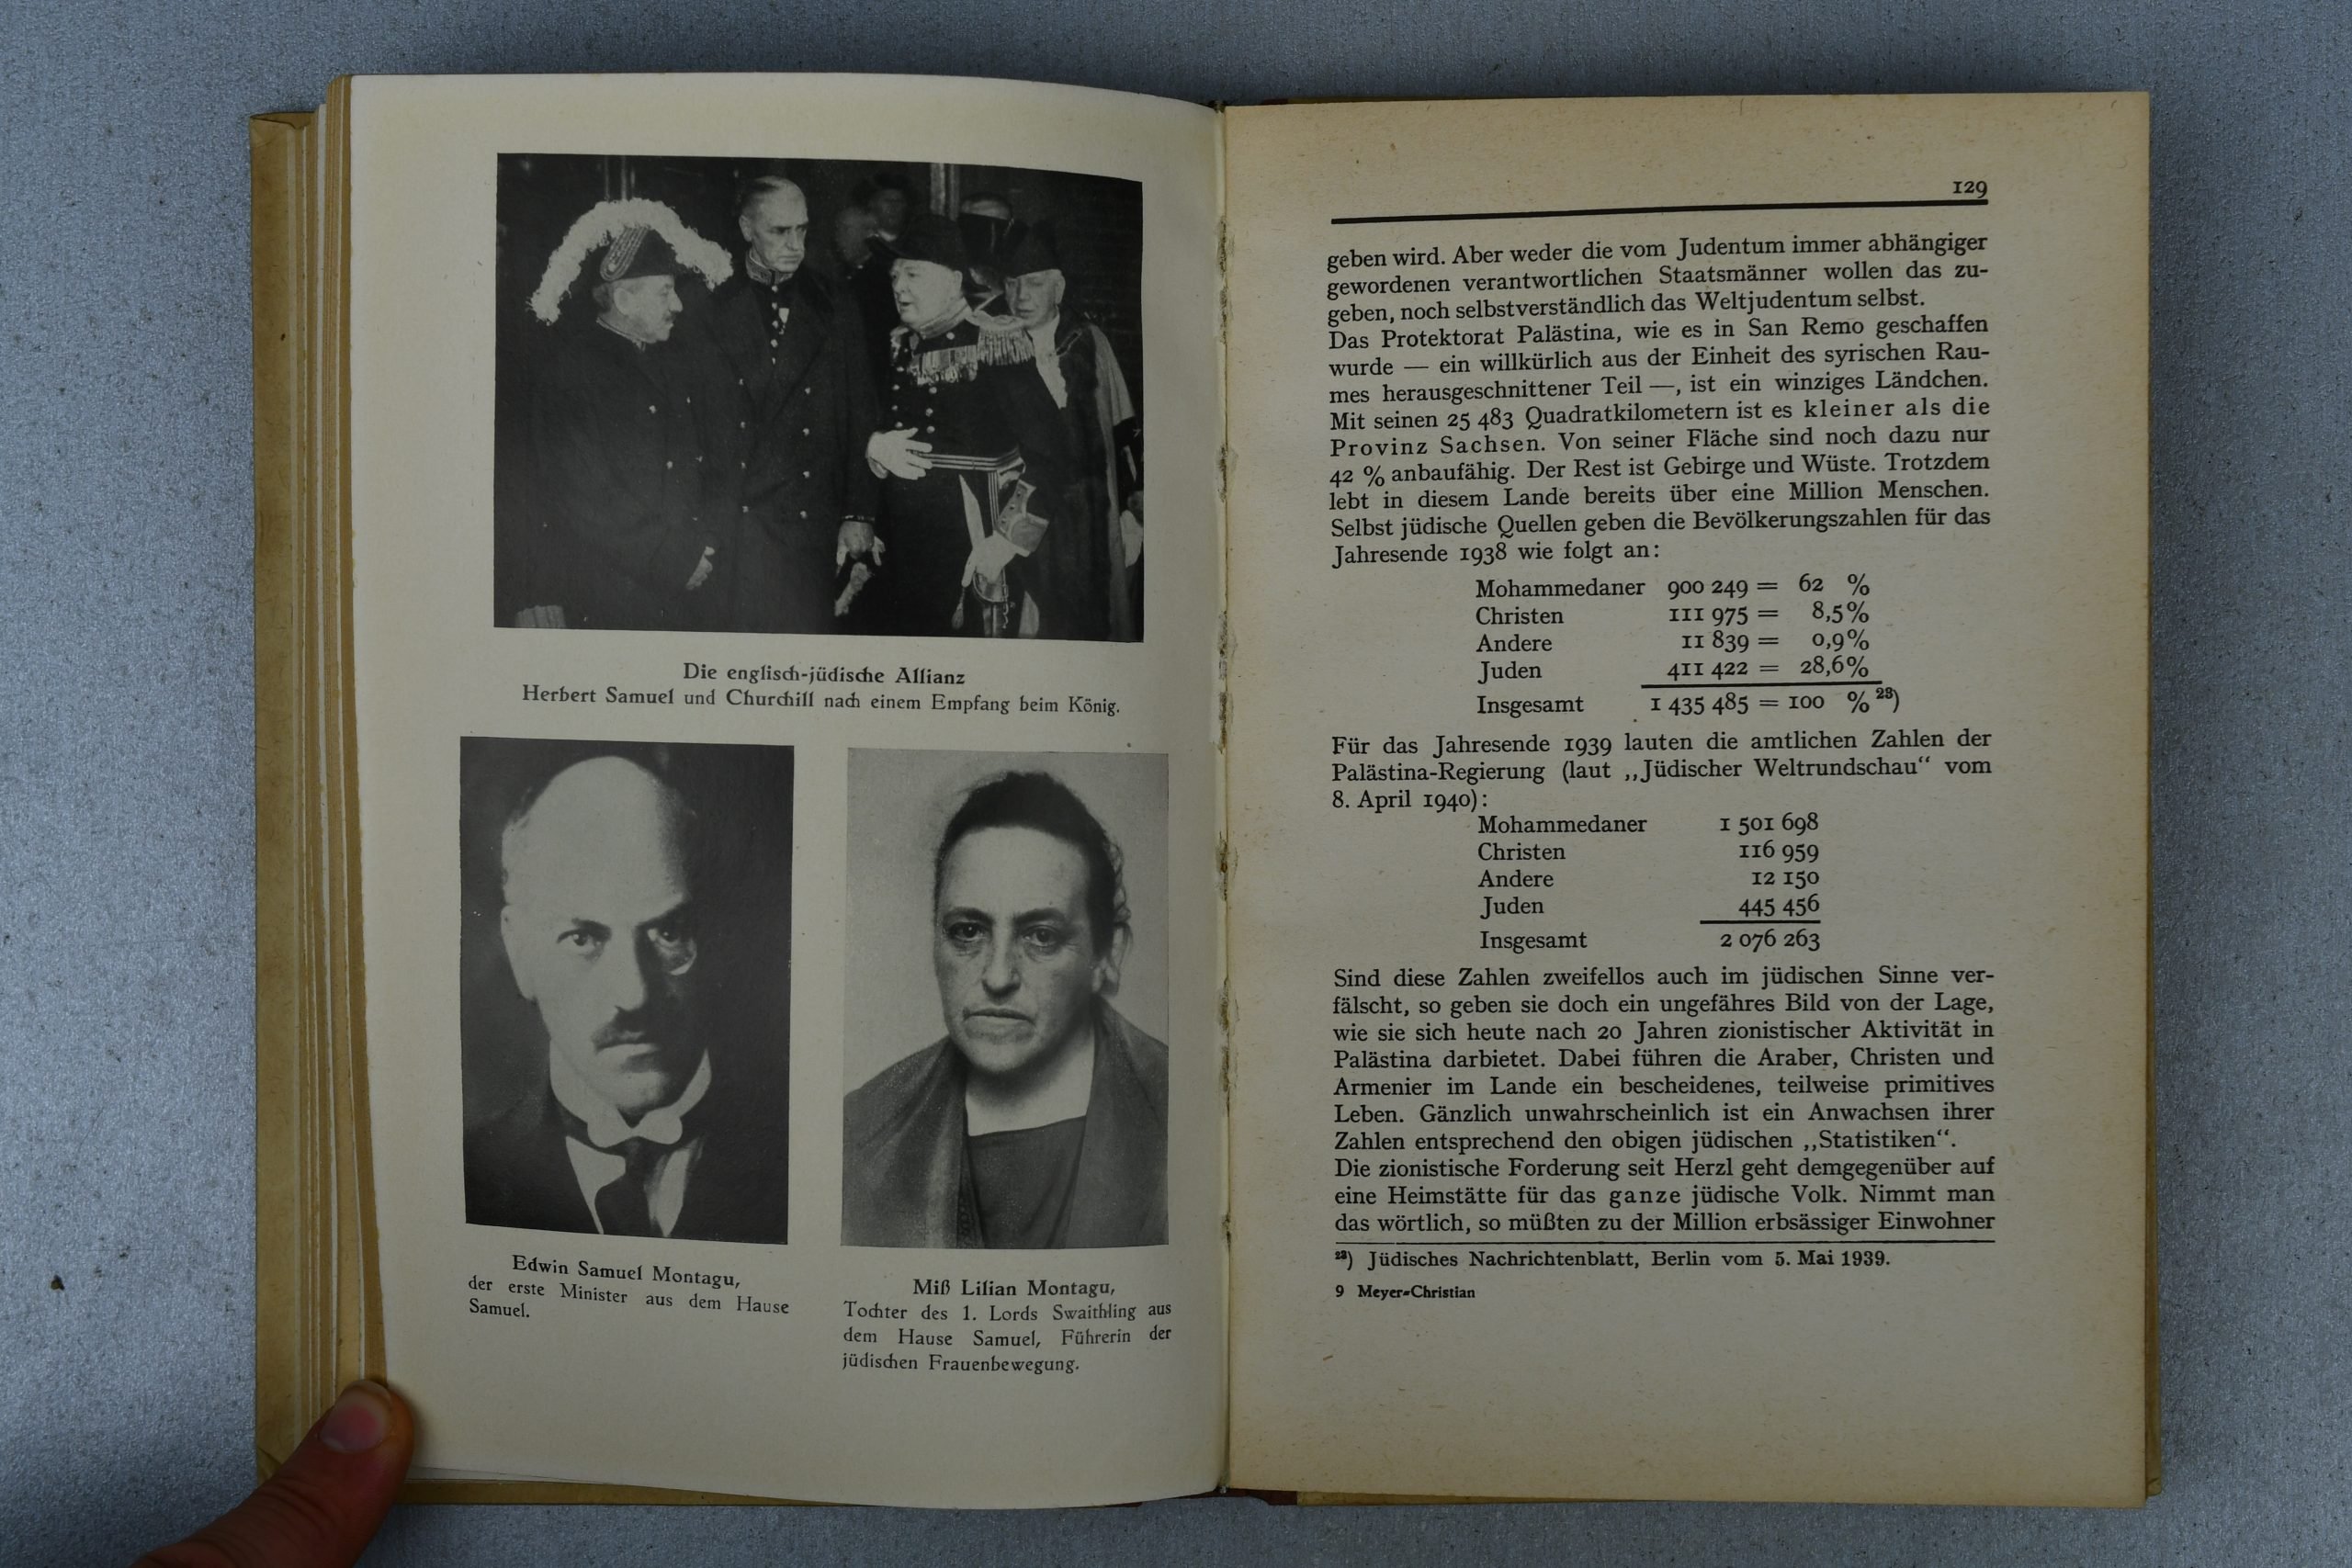 Die englisch-jüdische Allianz
Herbert Samuel und Churchill nach einem Empfang beim König.
Edwin Samuel Montagu,
der erste Minister aus dem Hause
Samuel.
Miß Lilian Montagu,
Tochter des 1. Lords Swaithling aus
dem Hause Samuel, Führerin der
jüdischen Frauenbewegung.
129
geben wird. Aber weder die vom Judentum immer abhängiger
gewordenen verantwortlichen Staatsmänner wollen das zu-
geben, noch selbstverständlich das Weltjudentum selbst.
Das Protektorat Palästina, wie es in San Remo geschaffen
wurde — ein willkürlich aus der Einheit des syrischen Rau-
mes herausgeschnittener Teil —, ist ein winziges Ländchen.
Mit seinen 25 483 Quadratkilometern ist es kleiner als die
Provinz Sachsen. Von seiner Fläche sind noch dazu nur
42 % anbaufähig. Der Rest ist Gebirge und Wüste. Trotzdem
lebt in diesem Lande bereits über eine Million Menschen.
Selbst jüdische Quellen geben die Bevölkerungszahlen für das
Jahresende 1938 wie folgt an:
Mohammedaner 900 249 = 62 %
Christen 111 975 = 8,5%
Andere 11 839 = 0,9%
Juden 411 422 = 28,6%
Insgesamt 1 435 485 = 100 % ²³)
Für das Jahresende 1939 lauten die amtlichen Zahlen der
Palästina-Regierung (laut „Jüdischer Weltrundschau“ vom
8. April 1940):
Mohammedaner 1 501 698
Christen 116 959
Andere 12 150
Juden 445 456
Insgesamt 2 076 263
Sind diese Zahlen zweifellos auch im jüdischen Sinne ver-
fälscht, so geben sie doch ein ungefähres Bild von der Lage,
wie sie sich heute nach 20 Jahren zionistischer Aktivität in
Palästina darbietet. Dabei führen die Araber, Christen und
Armenier im Lande ein bescheidenes, teilweise primitives
Leben. Gänzlich unwahrscheinlich ist ein Anwachsen ihrer
Zahlen entsprechend den obigen jüdischen „Statistiken“.
Die zionistische Forderung seit Herzl geht demgegenüber auf
eine Heimstätte für das ganze jüdische Volk. Nimmt man
das wörtlich, so müßten zu der Million erbsässiger Einwohner
²³) Jüdisches Nachrichtenblatt, Berlin vom 5. Mai 1939.
9 Meyer-Christian